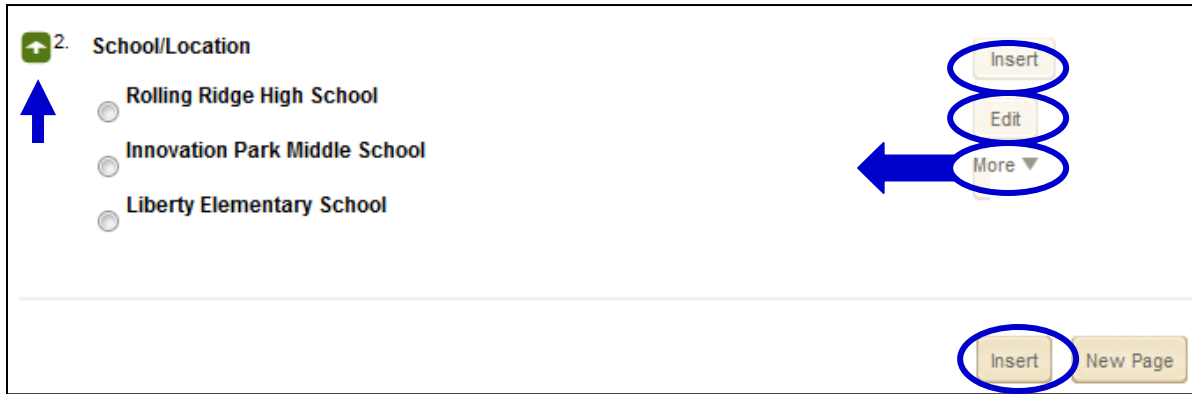 2. School/Location
Insert
Rolling Ridge High School
Edit
Innovation Park Middle School
More ▼
Liberty Elementary School
Insert New Page